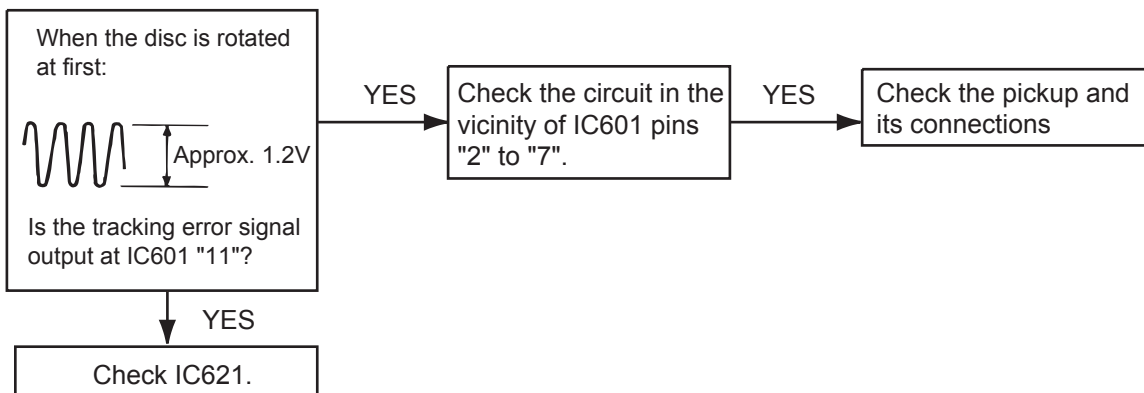 When the disc is rotated
at first:
Approx. 1.2V
Is the tracking error signal
output at IC601 "11"?
YES
Check the circuit in the
vicinity of IC601 pins
"2" to "7".
YES
Check the pickup and
its connections
YES
Check IC621.